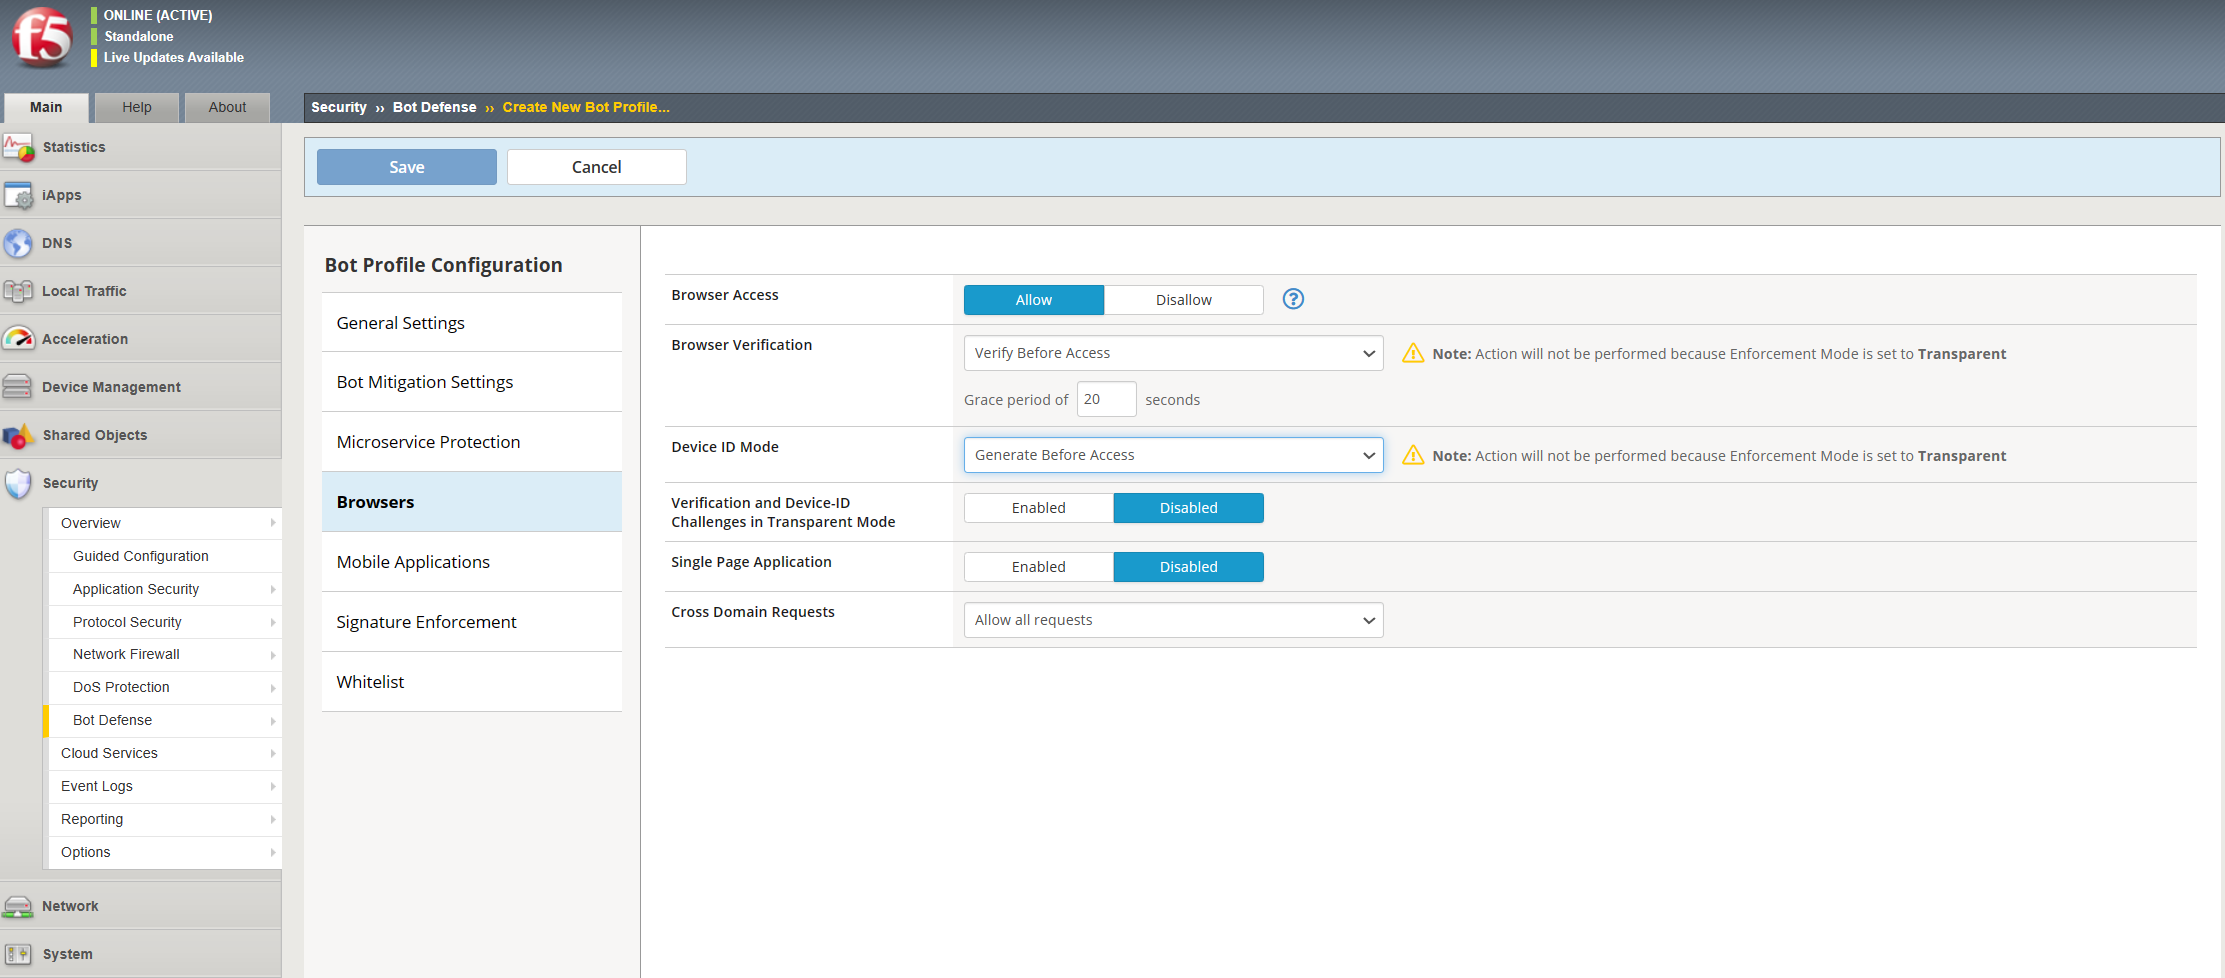 f5
ONLINE (ACTIVE)
Standalone
Live Updates Available
Main
Help
About
Security ›› Bot Defense ›› Create New Bot Profile...
Statistics
iApps
DNS
Local Traffic
Acceleration
Device Management
Shared Objects
Security
Overview
Guided Configuration
Application Security
Protocol Security
Network Firewall
DoS Protection
Bot Defense
Cloud Services
Event Logs
Reporting
Options
Network
System
Save
Cancel
Bot Profile Configuration
General Settings
Bot Mitigation Settings
Microservice Protection
Browsers
Mobile Applications
Signature Enforcement
Whitelist
Browser Access
Allow
Disallow
?
Browser Verification
Verify Before Access
Note: Action will not be performed because Enforcement Mode is set to Transparent
Grace period of 20 seconds
Device ID Mode
Generate Before Access
Note: Action will not be performed because Enforcement Mode is set to Transparent
Verification and Device-ID
Challenges in Transparent Mode
Enabled
Disabled
Single Page Application
Enabled
Disabled
Cross Domain Requests
Allow all requests